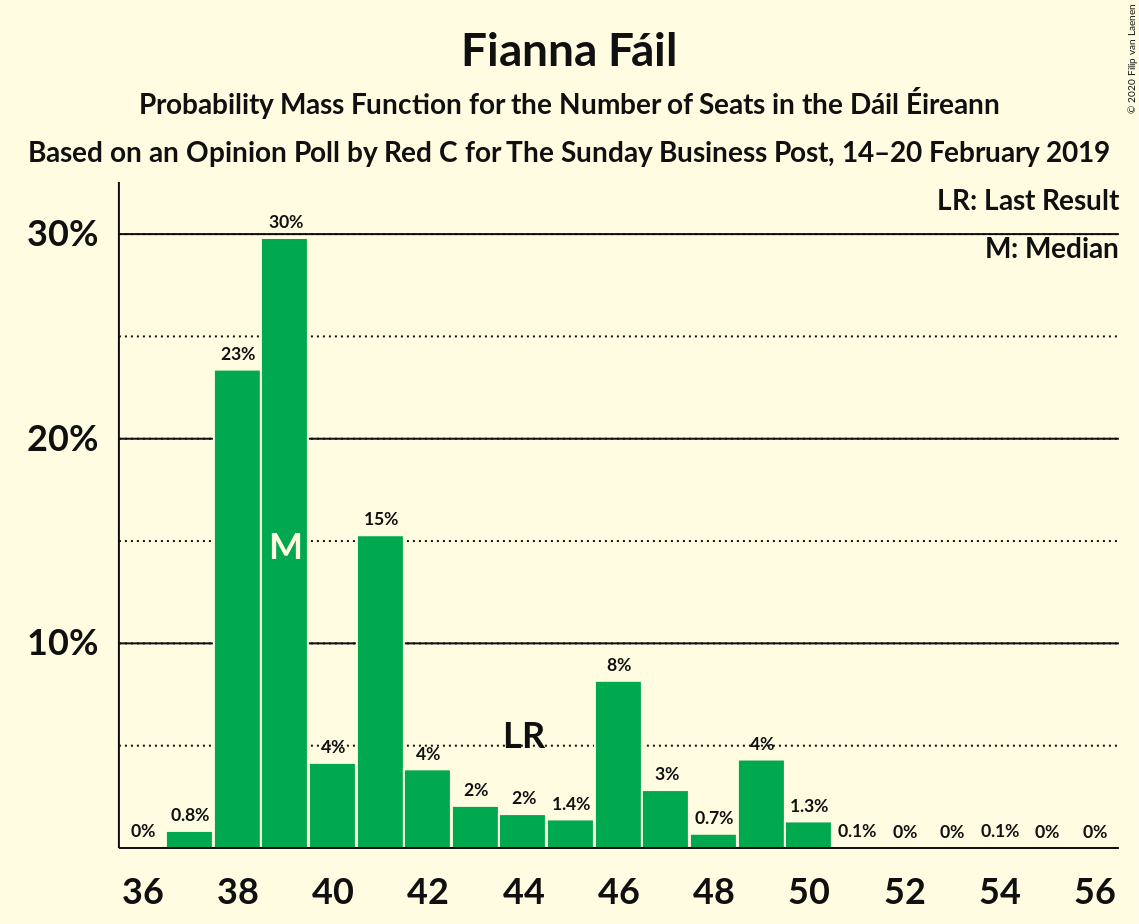 Fianna Fáil
Probability Mass Function for the Number of Seats in the Dáil Éireann
Based on an Opinion Poll by Red C for The Sunday Business Post, 14–20 February 2019
© 2020 Filip van Laenen
LR: Last Result
M: Median
30%
20%
10%
0% 0.8% 23% 30% 4% 15% 4% 2% 2% 1.4% 8% 3% 0.7% 4% 1.3% 0.1% 0% 0% 0.1% 0% 0%
M
LR
36 38 40 42 44 46 48 50 52 54 56